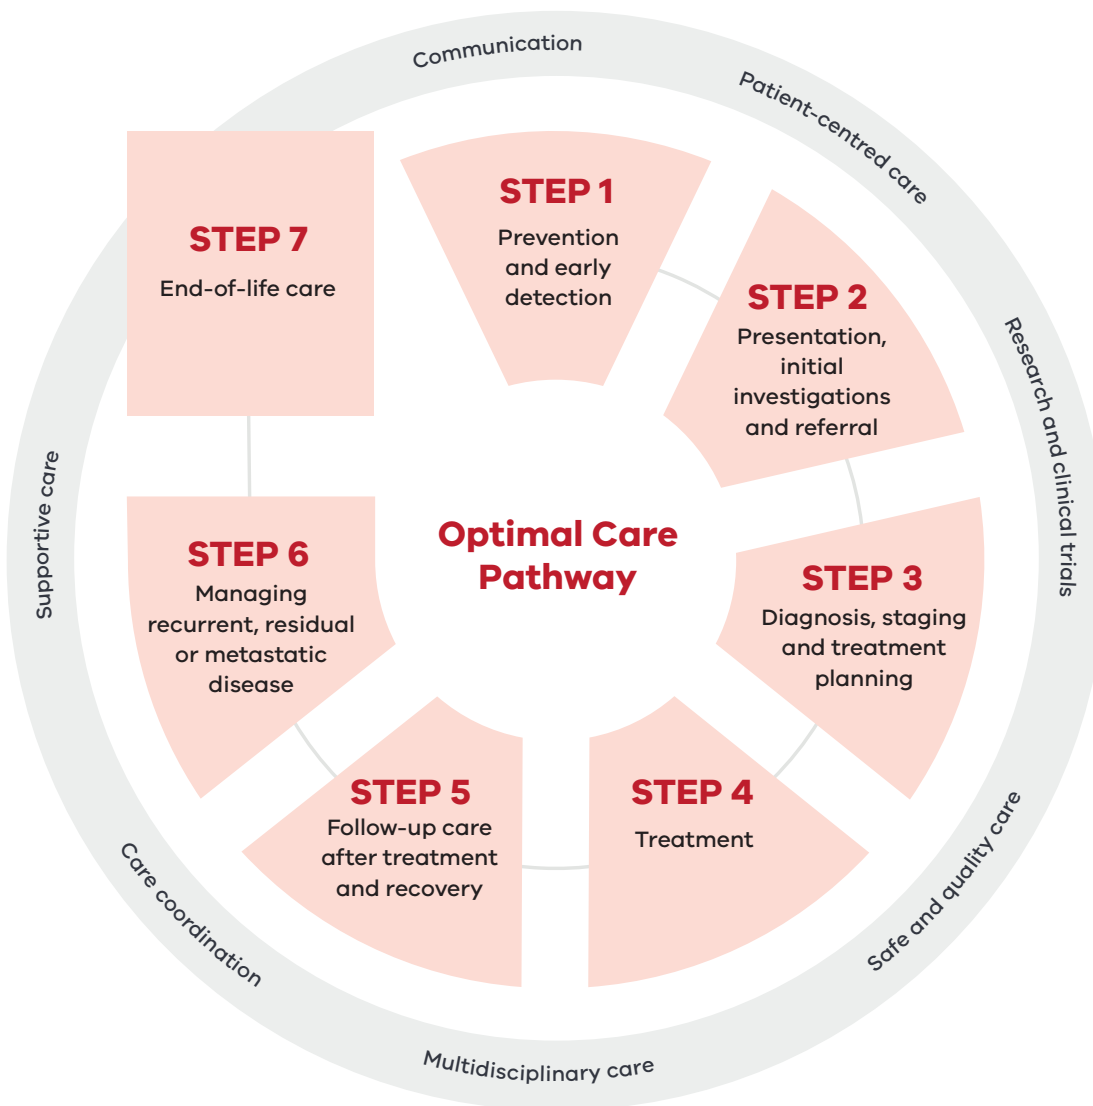 Communication
Patient-centred care
Research and clinical trials
Safe and quality care
Multidisciplinary care
Care coordination
Supportive care
STEP 1
Prevention
and early
detection
STEP 2
Presentation,
initial
investigations
and referral
STEP 3
Diagnosis, staging
and treatment
planning
STEP 4
Treatment
STEP 5
Follow-up care
after treatment
and recovery
STEP 6
Managing
recurrent, residual
or metastatic
disease
STEP 7
End-of-life care
Optimal Care
Pathway